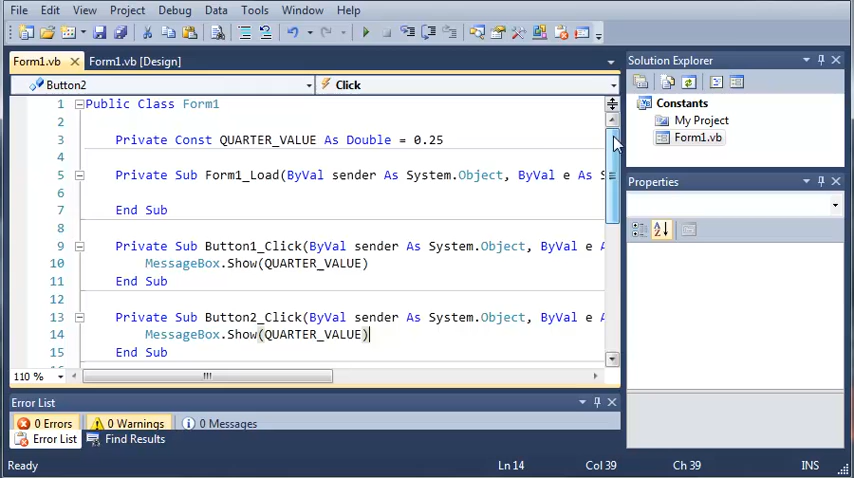 File Edit View Project Debug Data Tools Window Help
Form1.vb Form1.vb [Design]
Button2 Click
1 Public Class Form1
2
3 Private Const QUARTER_VALUE As Double = 0.25
4
5 Private Sub Form1_Load(ByVal sender As System.Object, ByVal e As S
6
7 End Sub
8
9 Private Sub Button1_Click(ByVal sender As System.Object, ByVal e A
10 MessageBox.Show(QUARTER_VALUE)
11 End Sub
12
13 Private Sub Button2_Click(ByVal sender As System.Object, ByVal e A
14 MessageBox.Show(QUARTER_VALUE)
15 End Sub
110 %
Error List
0 Errors 0 Warnings 0 Messages
Error List Find Results
Ready Ln 14 Col 39 Ch 39 INS
Solution Explorer
Constants
My Project
Form1.vb
Properties